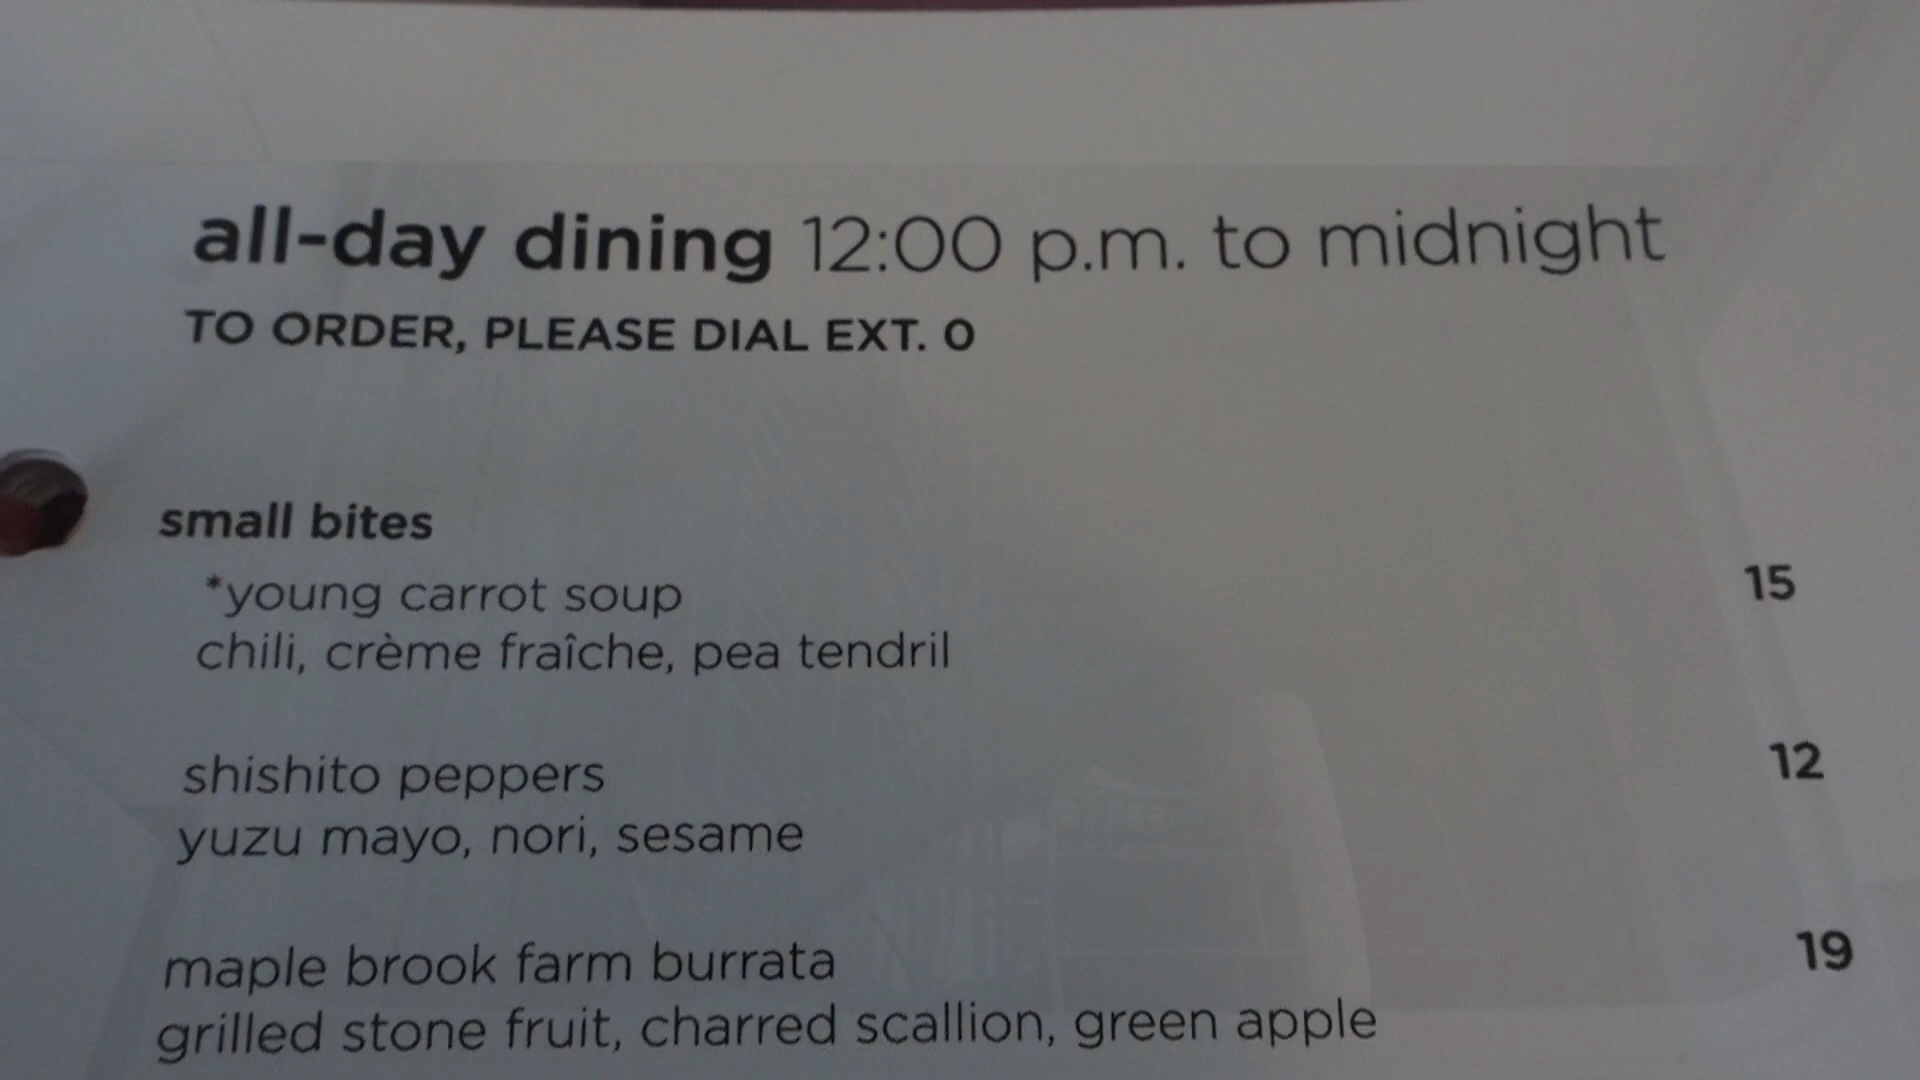 all-day dining 12:00 p.m. to midnight
TO ORDER, PLEASE DIAL EXT. 0
small bites
*young carrot soup 15
chili, crème fraîche, pea tendril
shishito peppers 12
yuzu mayo, nori, sesame
maple brook farm burrata 19
grilled stone fruit, charred scallion, green apple